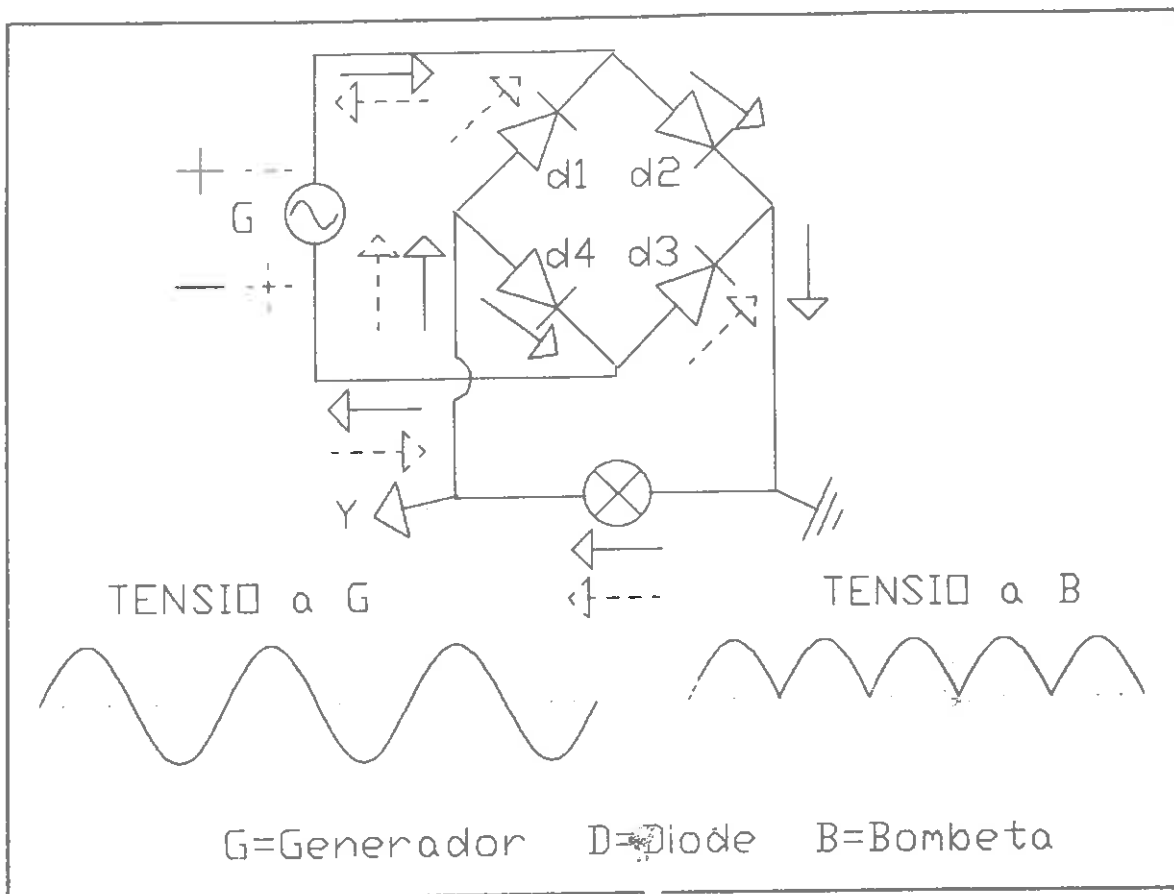 + -
G
- +
d1 d2
d4 d3
Y
TENSIO a G
TENSIO a B
G=Generador D=Diode B=Bombeta